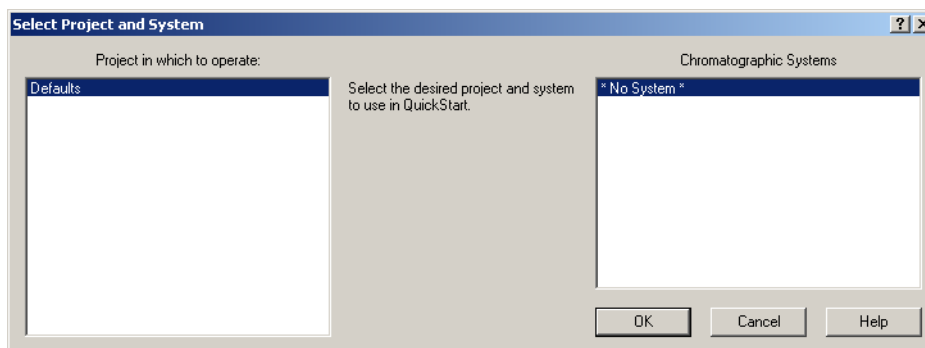 Select Project and System
Project in which to operate:
Defaults
Select the desired project and system
to use in QuickStart.
Chromatographic Systems
* No System *
OK
Cancel
Help